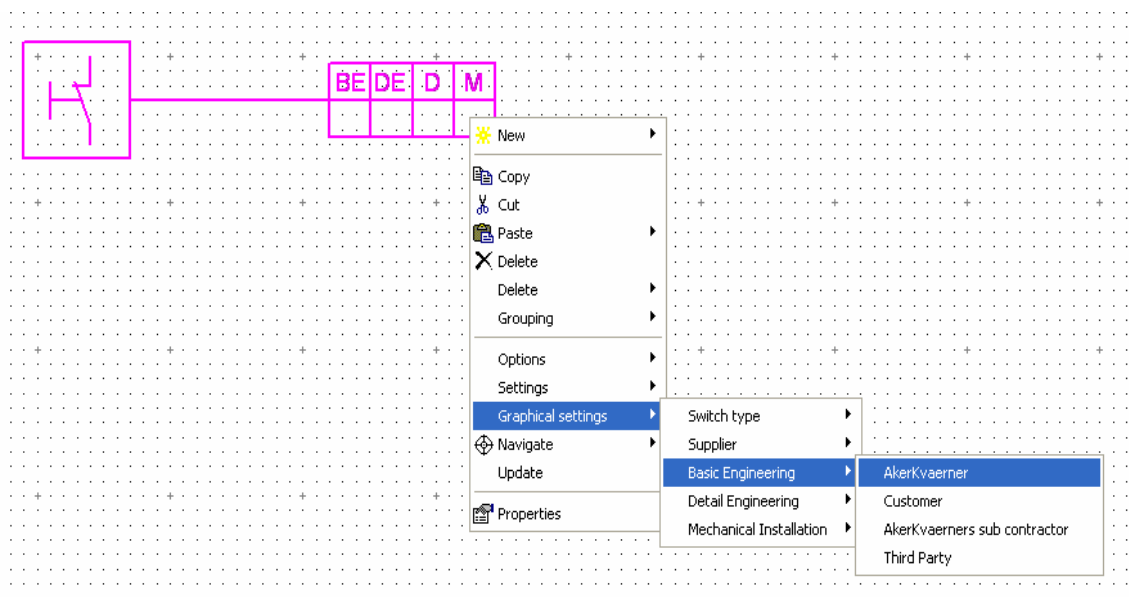 BE DE D M
New
Copy
Cut
Paste
Delete
Delete
Grouping
Options
Settings
Graphical settings
Navigate
Update
Properties
Switch type
Supplier
Basic Engineering
Detail Engineering
Mechanical Installation
AkerKvaerner
Customer
AkerKvaerners sub contractor
Third Party